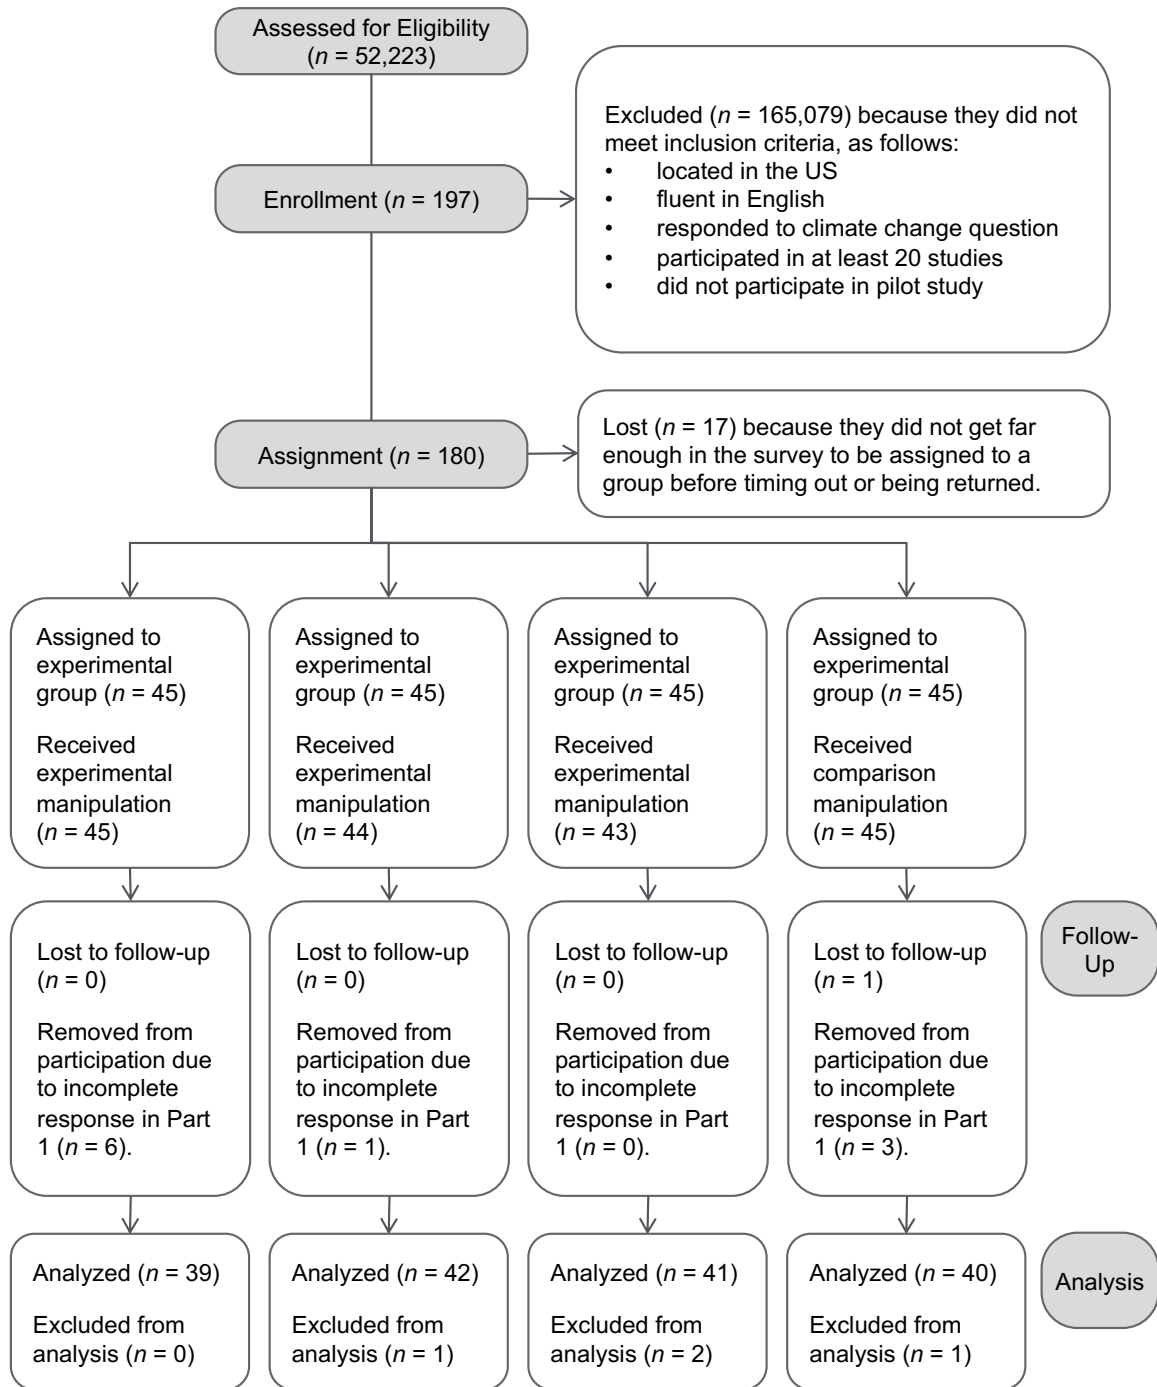 Assessed for Eligibility
(n = 52,223)
Excluded (n = 165,079) because they did not
meet inclusion criteria, as follows:
• located in the US
• fluent in English
• responded to climate change question
• participated in at least 20 studies
• did not participate in pilot study
Enrollment (n = 197)
Assignment (n = 180)
Lost (n = 17) because they did not get far
enough in the survey to be assigned to a
group before timing out or being returned.
Assigned to
experimental
group (n = 45)
Received
experimental
manipulation
(n = 45)
Assigned to
experimental
group (n = 45)
Received
experimental
manipulation
(n = 44)
Assigned to
experimental
group (n = 45)
Received
experimental
manipulation
(n = 43)
Assigned to
experimental
group (n = 45)
Received
comparison
manipulation
(n = 45)
Lost to follow-up
(n = 0)
Removed from
participation due
to incomplete
response in Part
1 (n = 6).
Lost to follow-up
(n = 0)
Removed from
participation due
to incomplete
response in Part
1 (n = 1).
Lost to follow-up
(n = 0)
Removed from
participation due
to incomplete
response in Part
1 (n = 0).
Lost to follow-up
(n = 1)
Removed from
participation due
to incomplete
response in Part
1 (n = 3).
Follow-
Up
Analyzed (n = 39)
Excluded from
analysis (n = 0)
Analyzed (n = 42)
Excluded from
analysis (n = 1)
Analyzed (n = 41)
Excluded from
analysis (n = 2)
Analyzed (n = 40)
Excluded from
analysis (n = 1)
Analysis